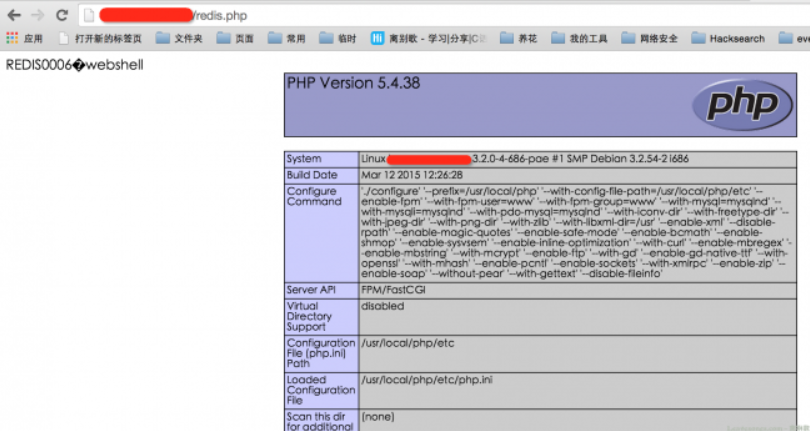 /redis.php
应用 打开新的标签页 文件夹 页面 常用 临时 离别歌 - 学习|分享|C 养花 我的工具 网络安全 Hacksearch eve
REDIS0006�webshell
PHP Version 5.4.38
php
System Linux 3.2.0-4-686-pae #1 SMP Debian 3.2.54-2 i686
Build Date Mar 12 2015 12:26:28
Configure './configure' '--prefix=/usr/local/php' '--with-config-file-path=/usr/local/php/etc' '--
Command enable-fpm' '--with-fpm-user=www' '--with-fpm-group=www' '--with-mysql=mysqlnd' '--
with-mysqli=mysqlnd' '--with-pdo-mysql=mysqlnd' '--with-iconv-dir' '--with-freetype-dir'
'--with-jpeg-dir' '--with-png-dir' '--with-zlib' '--with-libxml-dir=/usr' '--enable-xml' '--disable-
rpath' '--enable-magic-quotes' '--enable-safe-mode' '--enable-bcmath' '--enable-
shmop' '--enable-sysvsem' '--enable-inline-optimization' '--with-curl' '--enable-mbregex'
'--enable-mbstring' '--with-mcrypt' '--enable-ftp' '--with-gd' '--enable-gd-native-ttf' '--with-
openssl' '--with-mhash' '--enable-pcntl' '--enable-sockets' '--with-xmlrpc' '--enable-zip' '--
enable-soap' '--without-pear' '--with-gettext' '--disable-fileinfo'
Server API FPM/FastCGI
Virtual disabled
Directory
Support
Configuration /usr/local/php/etc
File (php.ini)
Path
Loaded /usr/local/php/etc/php.ini
Configuration
File
Scan this dir (none)
for additional